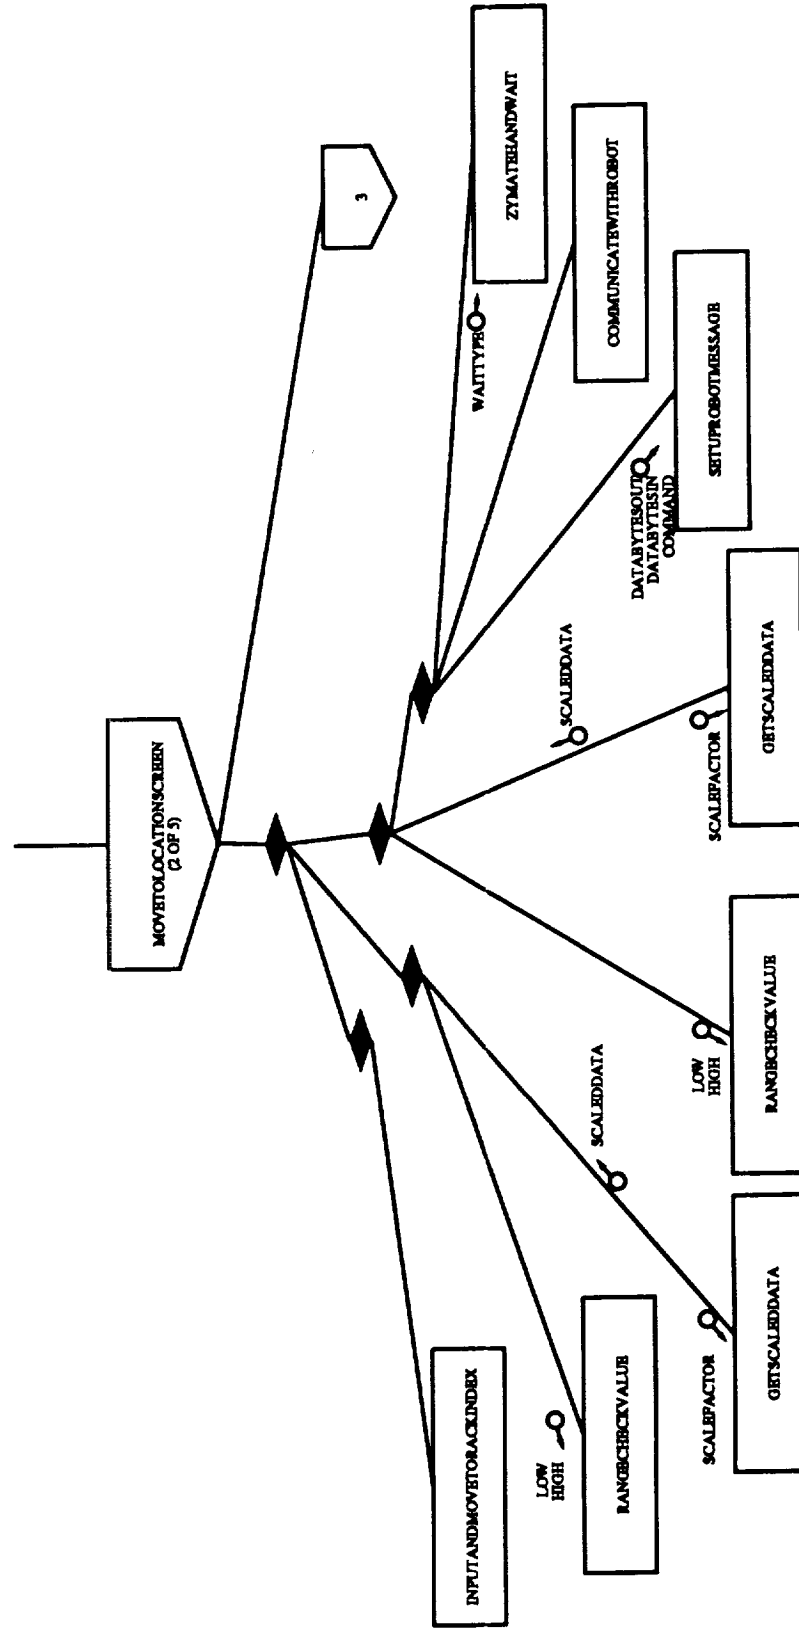 MOVETOLOCATIONSCREEN
(2 OF 5)
3
INPUTANDMOVETORACKINDEX
LOW
HIGH
RANGECHECKVALUE
SCALEDDATA
SCALEFACTOR
GETSCALEDDATA
LOW
HIGH
RANGECHECKVALUE
SCALEDDATA
SCALEFACTOR
GETSCALEDDATA
DATABYTESOUT
DATABYTESIN
COMMAND
SETUPROBOTMESSAGE
COMMUNICATEWITHROBOT
WAITTYPE
ZYMATEHANDWAIT